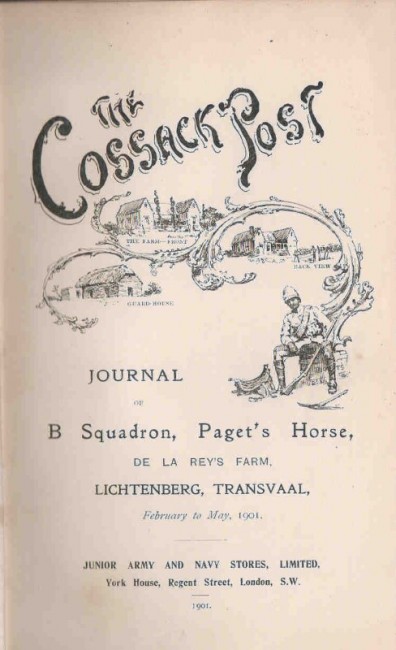 THE
COSSACK POST
THE FARM—FRONT
BACK VIEW
GUARD-HOUSE
JOURNAL
OF
B Squadron, Paget's Horse,
DE LA REY'S FARM,
LICHTENBERG, TRANSVAAL,
February to May, 1901.
JUNIOR ARMY AND NAVY STORES, LIMITED,
York House, Regent Street, London, S.W.
1901.